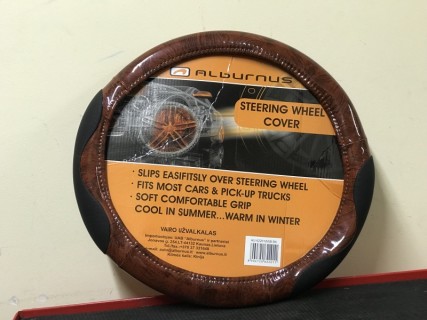 ALBURNUS
STEERING WHEEL
COVER
· SLIPS EASIFITSLY OVER STEERING WHEEL
· FITS MOST CARS & PICK-UP TRUCKS
· SOFT COMFORTABLE GRIP
COOL IN SUMMER...WARM IN WINTER
VAIRO UŽVALKALAS